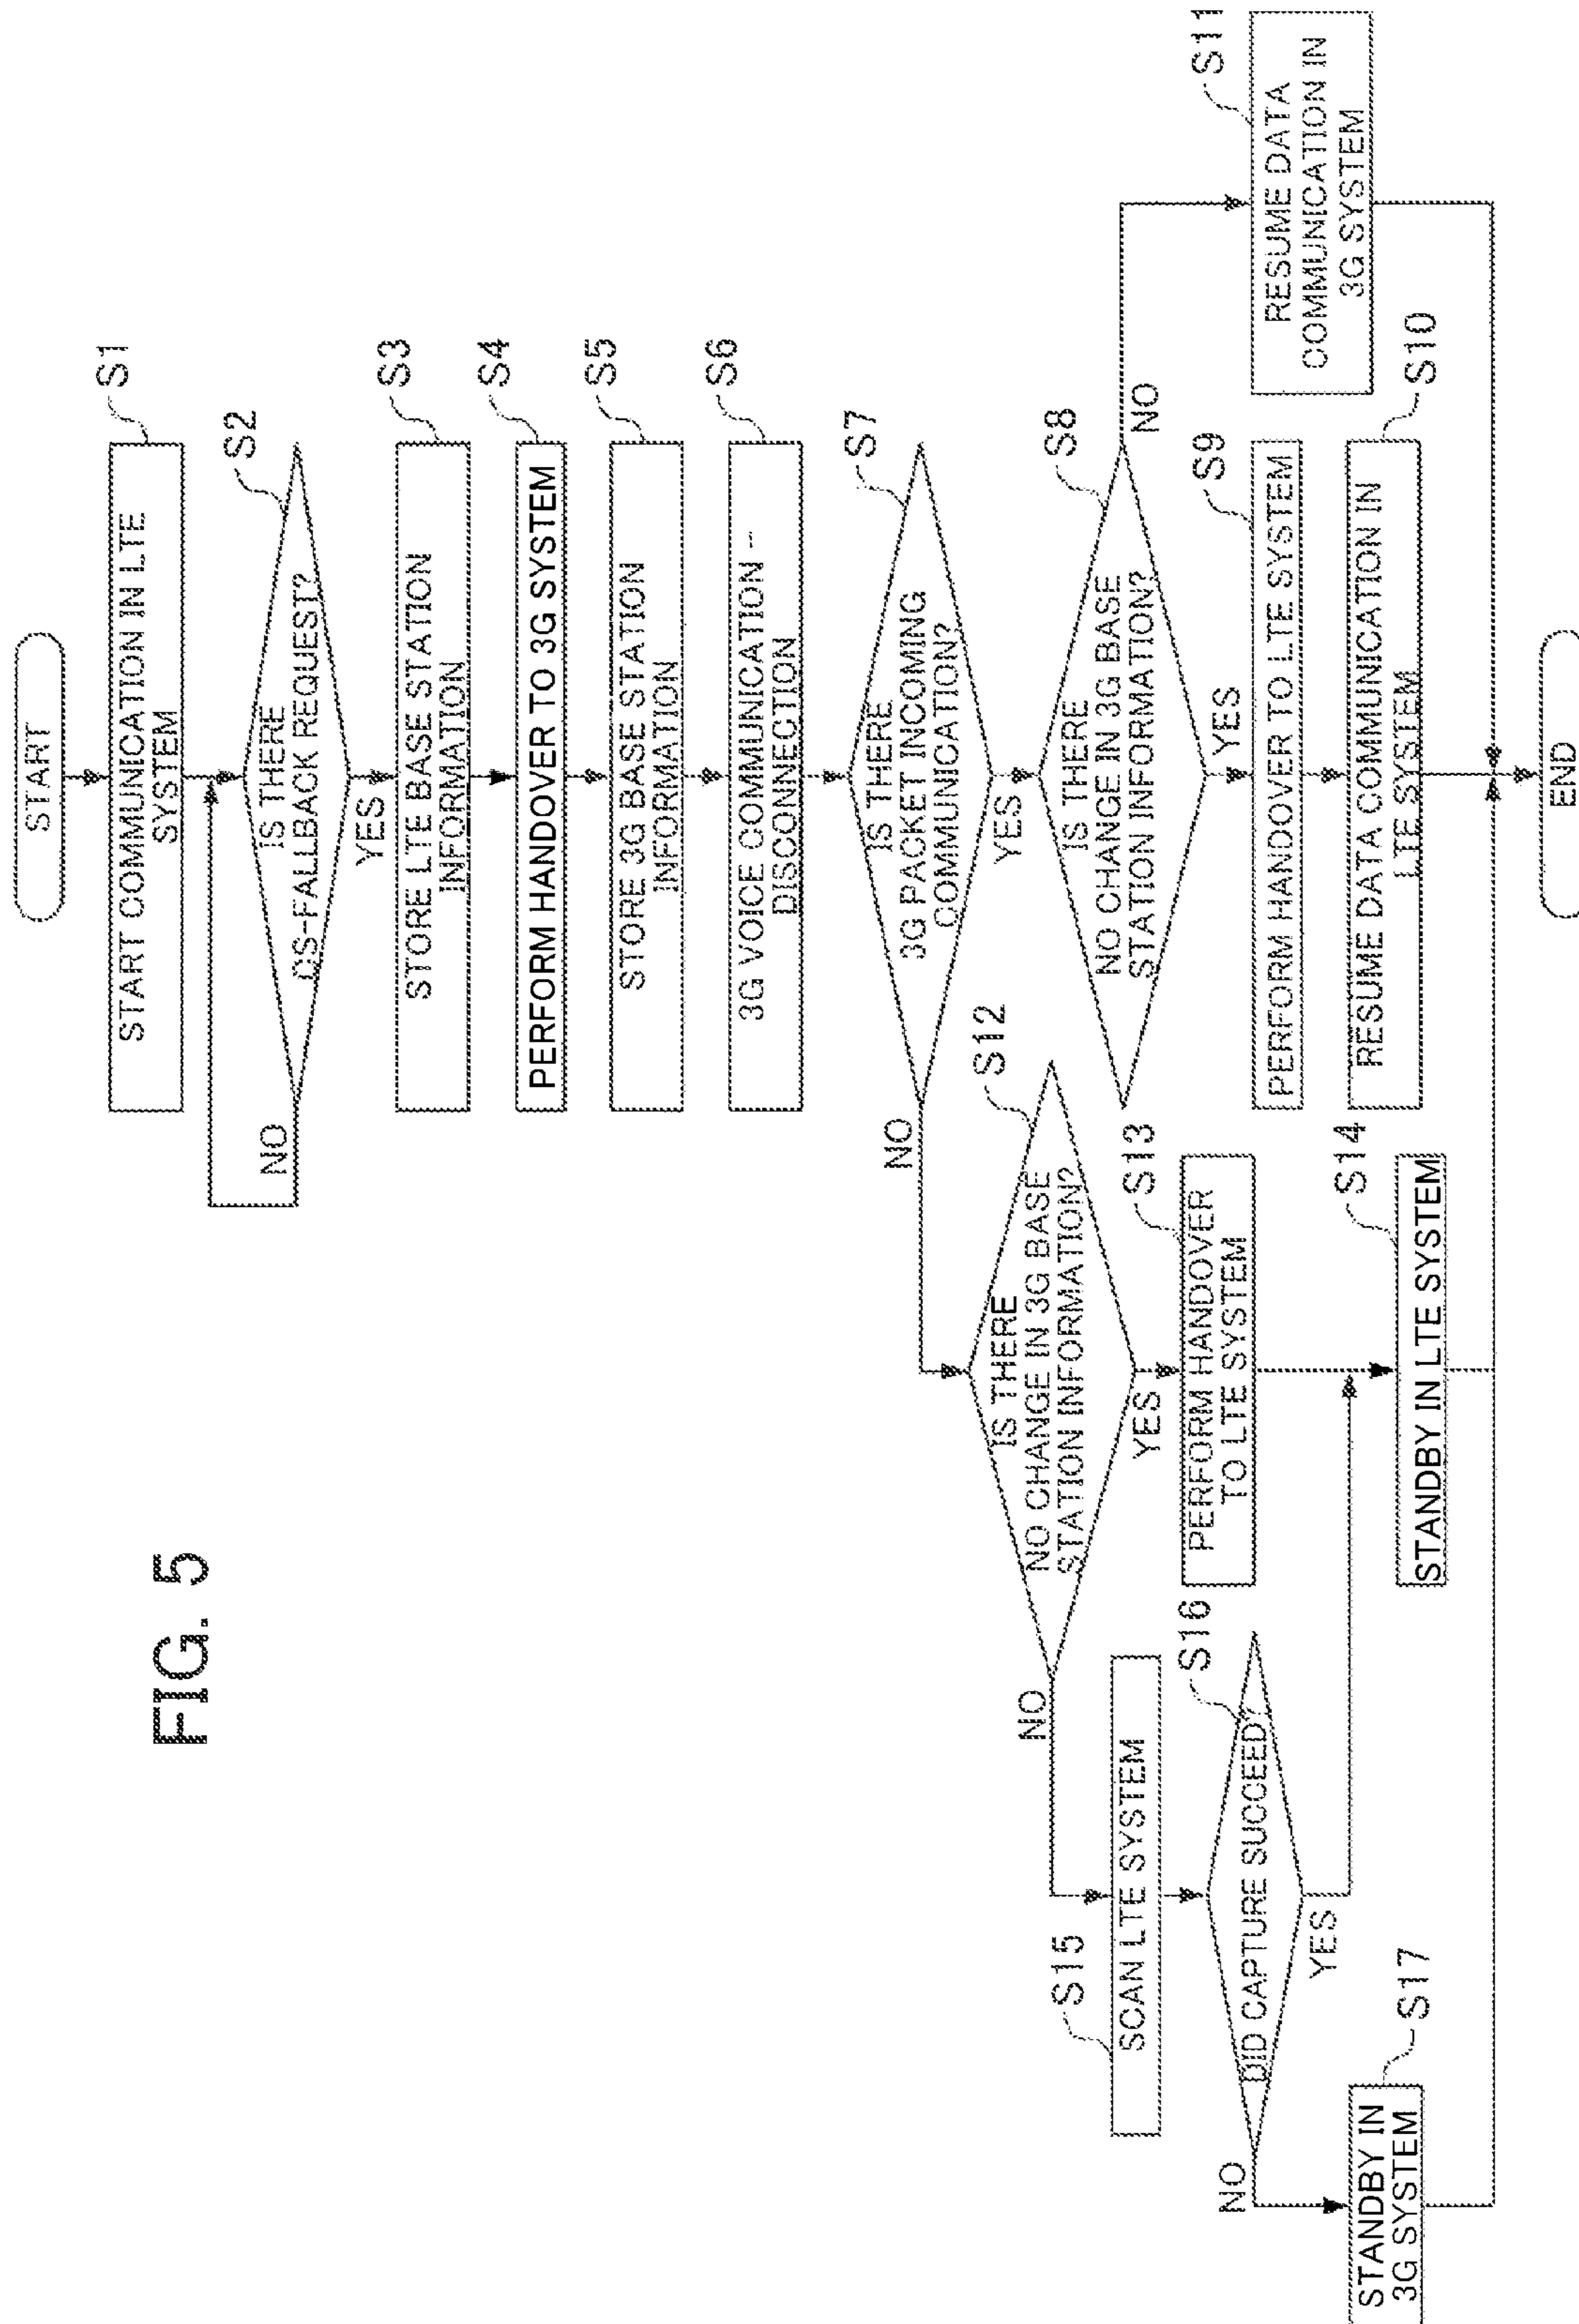 FIG. 5
START
START COMMUNICATION IN LTE
SYSTEM
S1
IS THERE
CS-FALLBACK REQUEST?
S2
NO
YES
STORE LTE BASE STATION
INFORMATION
S3
PERFORM HANDOVER TO 3G SYSTEM
S4
STORE 3G BASE STATION
INFORMATION
S5
3G VOICE COMMUNICATION --
DISCONNECTION
S6
IS THERE
3G PACKET INCOMING
COMMUNICATION?
S7
NO
YES
IS THERE
NO CHANGE IN 3G BASE
STATION INFORMATION?
S8
NO
YES
PERFORM HANDOVER TO LTE SYSTEM
S9
RESUME DATA COMMUNICATION IN
LTE SYSTEM
S10
RESUME DATA
COMMUNICATION IN
3G SYSTEM
S11
IS THERE
NO CHANGE IN 3G BASE
STATION INFORMATION?
S12
NO
YES
PERFORM HANDOVER
TO LTE SYSTEM
S13
STANDBY IN LTE SYSTEM
S14
SCAN LTE SYSTEM
S15
DID CAPTURE SUCCEED?
S16
NO
YES
STANDBY IN
3G SYSTEM
S17
END